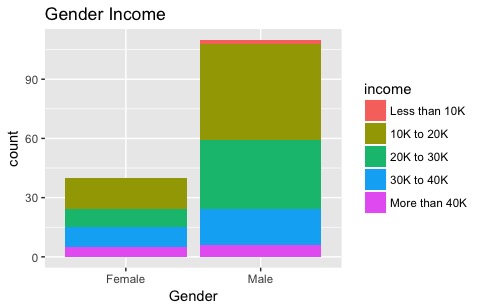 Gender Income
count
90
60
30
0
Female
Male
Gender
income
Less than 10K
10K to 20K
20K to 30K
30K to 40K
More than 40K